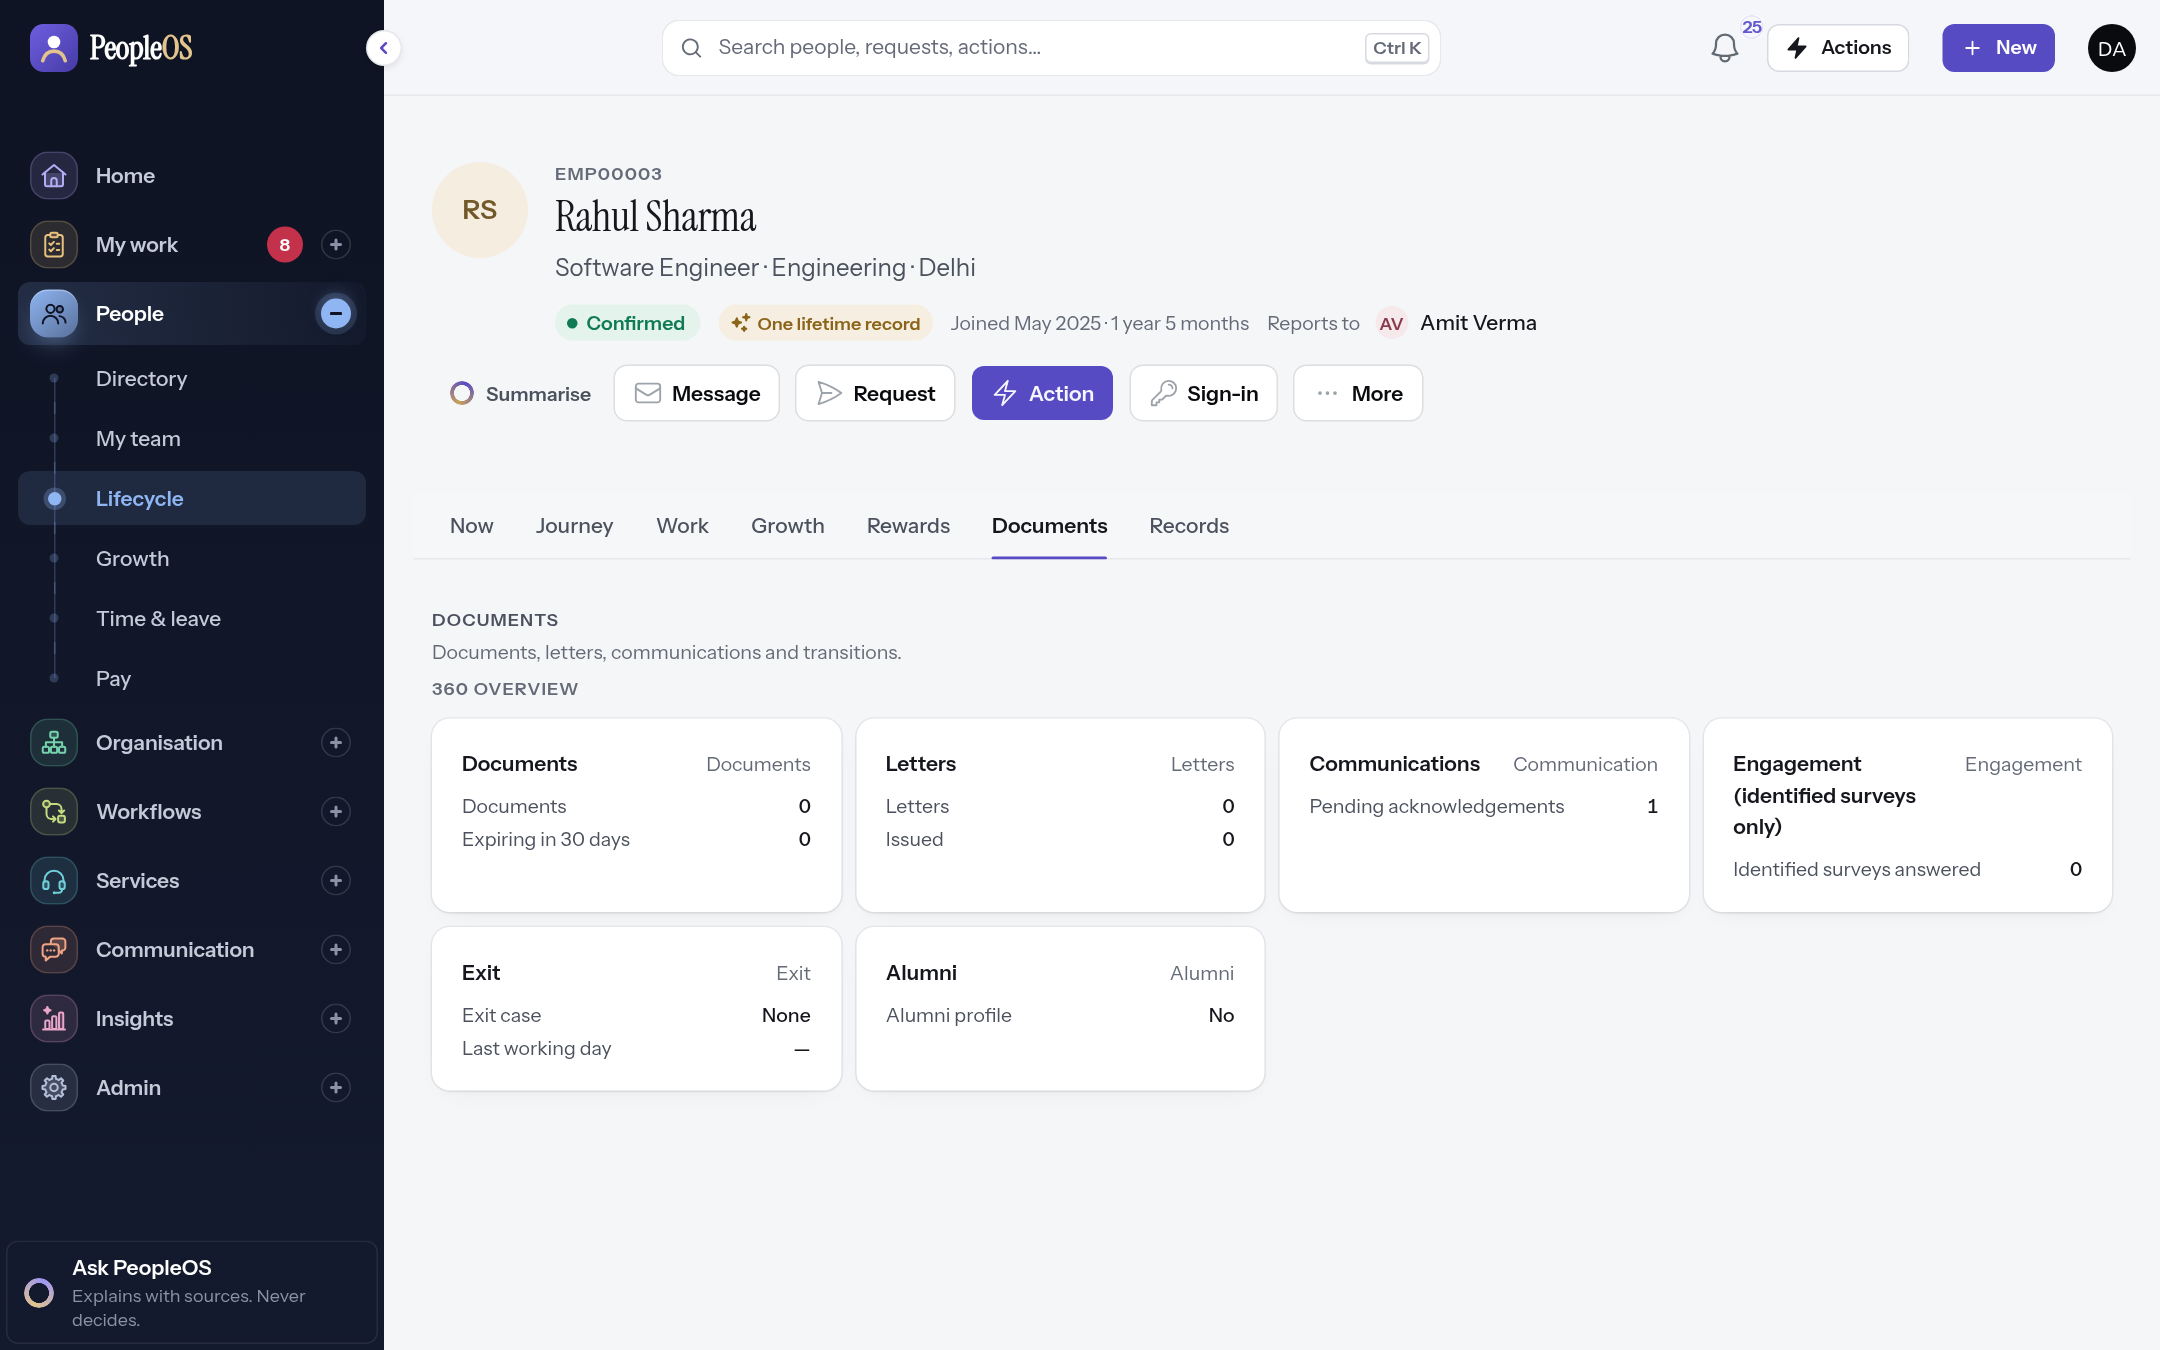 PeopleOS
Search people, requests, actions...
Ctrl K
25
Actions
New
DA
Home
My work
8
People
Directory
My team
Lifecycle
Growth
Time & leave
Pay
Organisation
Workflows
Services
Communication
Insights
Admin
Ask PeopleOS
Explains with sources. Never
decides.
RS
EMP00003
Rahul Sharma
Software Engineer · Engineering · Delhi
Confirmed
One lifetime record
Joined May 2025 · 1 year 5 months
Reports to
AV
Amit Verma
Summarise
Message
Request
Action
Sign-in
More
Now
Journey
Work
Growth
Rewards
Documents
Records
DOCUMENTS
Documents, letters, communications and transitions.
360 OVERVIEW
Documents
Documents
Documents 0
Expiring in 30 days 0
Letters
Letters
Letters 0
Issued 0
Communications
Communication
Pending acknowledgements 1
Engagement
(identified surveys
only)
Engagement
Identified surveys answered 0
Exit
Exit
Exit case None
Last working day —
Alumni
Alumni
Alumni profile No